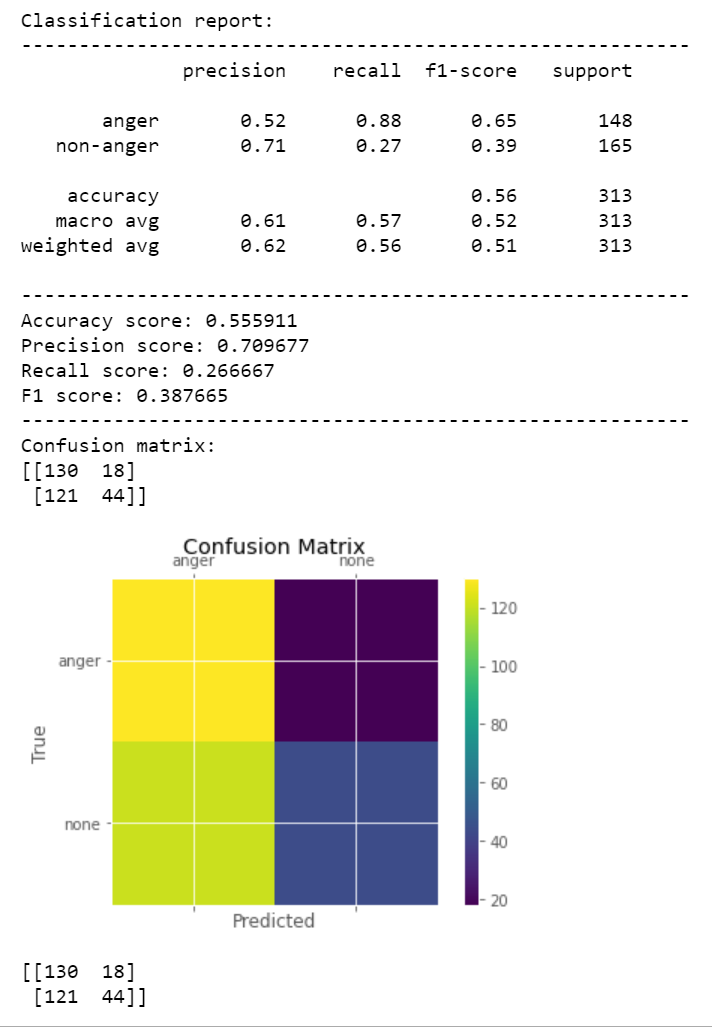 Classification report:
----------------------------------------------------------
precision recall f1-score support
anger 0.52 0.88 0.65 148
non-anger 0.71 0.27 0.39 165
accuracy 0.56 313
macro avg 0.61 0.57 0.52 313
weighted avg 0.62 0.56 0.51 313
----------------------------------------------------------
Accuracy score: 0.555911
Precision score: 0.709677
Recall score: 0.266667
F1 score: 0.387665
----------------------------------------------------------
Confusion matrix:
[[130 18]
[121 44]]
Confusion Matrix
anger none
anger
none
True
Predicted
120
100
80
60
40
20
[[130 18]
[121 44]]